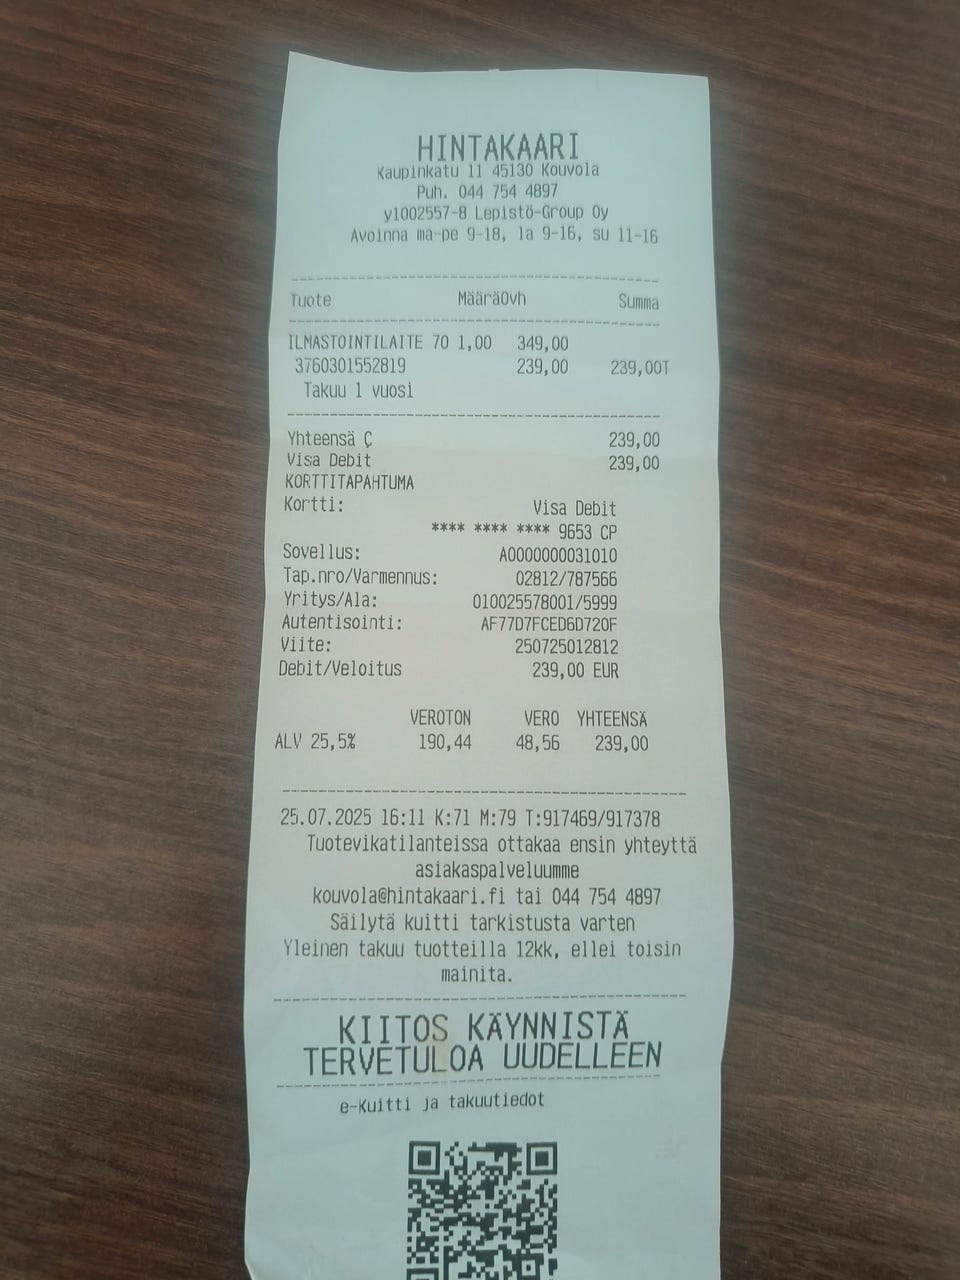 HINTAKAARI
Kaupinkatu 11 45130 Kouvola
Puh. 044 754 4897
y1002557-8 Lepistö-Group Oy
Avoinna ma-pe 9-18, la 9-16, su 11-16
Tuote MääräOvh Summa
ILMASTOINTILAITE 70 1,00 349,00
3760301552819 239,00 239,00T
Takuu 1 vuosi
Yhteensä Ç 239,00
Visa Debit 239,00
KORTTITAPAHTUMA
Kortti: Visa Debit
**** **** **** 9653 CP
Sovellus: A0000000031010
Tap.nro/Varmennus: 02812/787566
Yritys/Ala: 010025578001/5999
Autentisointi: AF77D7FCED6D720F
Viite: 250725012812
Debit/Veloitus 239,00 EUR
VEROTON VERO YHTEENSÄ
ALV 25,5% 190,44 48,56 239,00
25.07.2025 16:11 K:71 M:79 T:917469/917378
Tuotevikatilanteissa ottakaa ensin yhteyttä
asiakaspalveluumme
kouvola@hintakaari.fi tai 044 754 4897
Säilytä kuitti tarkistusta varten
Yleinen takuu tuotteilla 12kk, ellei toisin
mainita.
KIITOS KÄYNNISTÄ
TERVETULOA UUDELLEEN
e-Kuitti ja takuutiedot